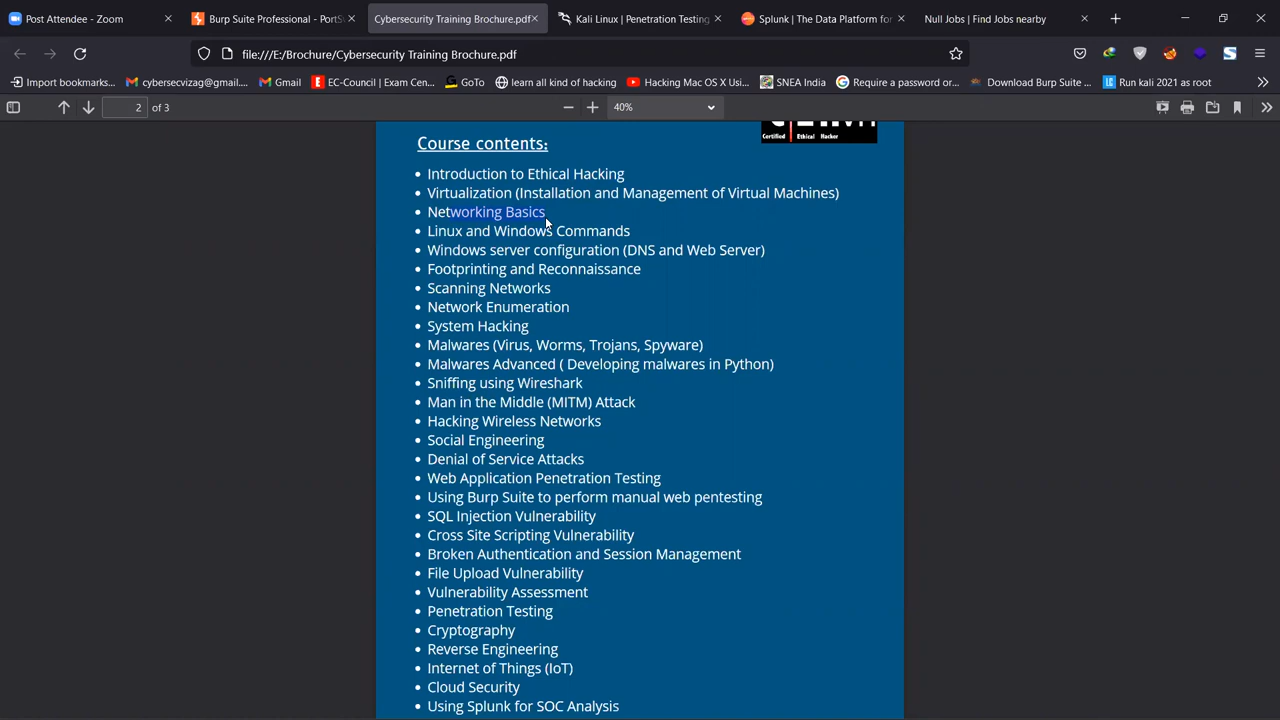 Post Attendee - Zoom
Burp Suite Professional - PortS
Cybersecurity Training Brochure.pdf
Kali Linux | Penetration Testing
Splunk | The Data Platform for
Null Jobs | Find Jobs nearby
file:///E:/Brochure/Cybersecurity Training Brochure.pdf
Import bookmarks...
cybersecvizag@gmail....
Gmail
EC-Council | Exam Cen...
GoTo
learn all kind of hacking
Hacking Mac OS X Usi...
SNEA India
Require a password or...
Download Burp Suite ...
Run kali 2021 as root
2 of 3
40%
Certified Ethical Hacker
Course contents:
• Introduction to Ethical Hacking
• Virtualization (Installation and Management of Virtual Machines)
• Networking Basics
• Linux and Windows Commands
• Windows server configuration (DNS and Web Server)
• Footprinting and Reconnaissance
• Scanning Networks
• Network Enumeration
• System Hacking
• Malwares (Virus, Worms, Trojans, Spyware)
• Malwares Advanced ( Developing malwares in Python)
• Sniffing using Wireshark
• Man in the Middle (MITM) Attack
• Hacking Wireless Networks
• Social Engineering
• Denial of Service Attacks
• Web Application Penetration Testing
• Using Burp Suite to perform manual web pentesting
• SQL Injection Vulnerability
• Cross Site Scripting Vulnerability
• Broken Authentication and Session Management
• File Upload Vulnerability
• Vulnerability Assessment
• Penetration Testing
• Cryptography
• Reverse Engineering
• Internet of Things (IoT)
• Cloud Security
• Using Splunk for SOC Analysis